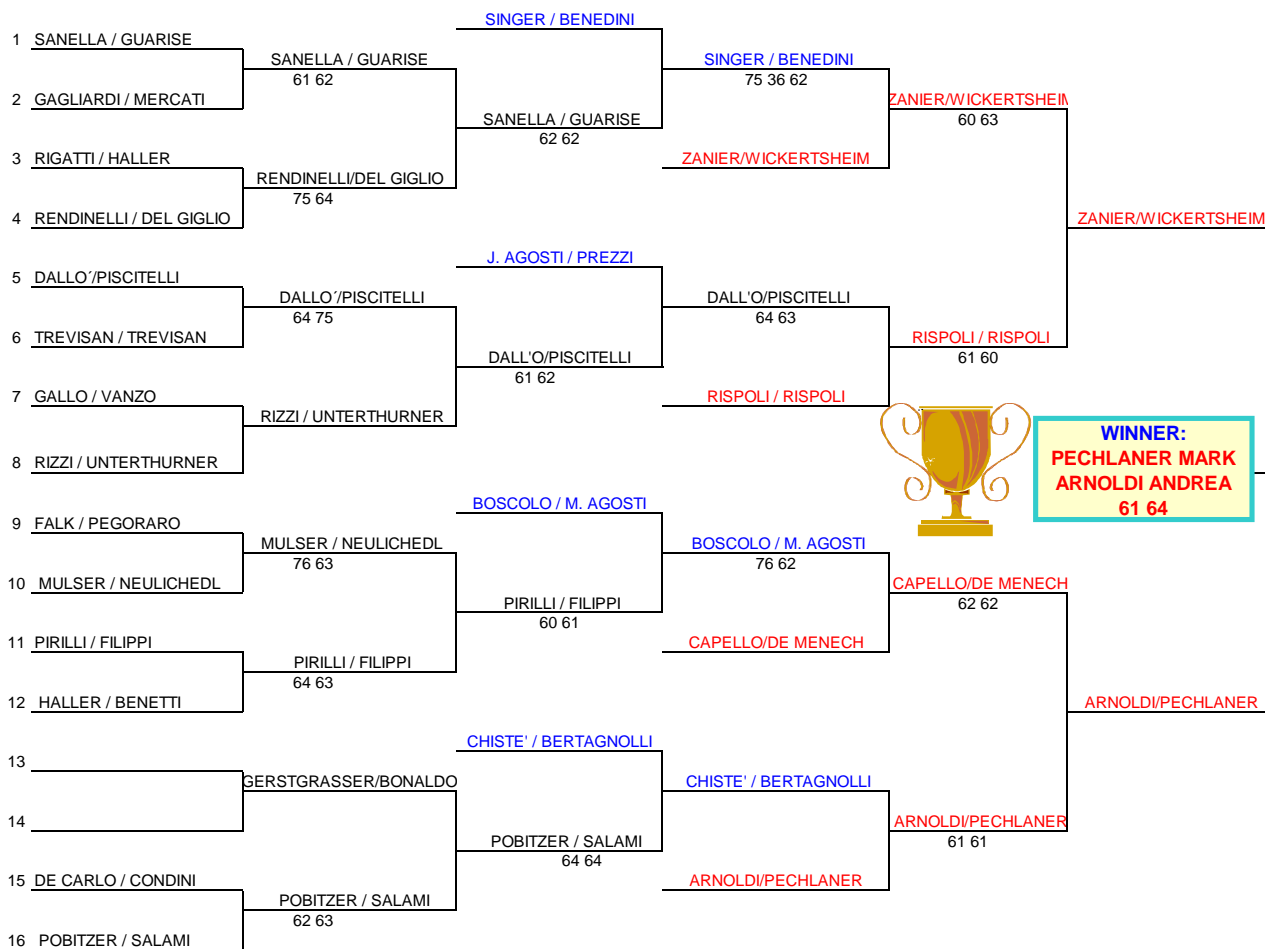 SINGER / BENEDINI
1 SANELLA / GUARISE
SANELLA / GUARISE
61 62
SINGER / BENEDINI
75 36 62
2 GAGLIARDI / MERCATI
ZANIER/WICKERTSHEIM
60 63
SANELLA / GUARISE
62 62
3 RIGATTI / HALLER
ZANIER/WICKERTSHEIM
RENDINELLI/DEL GIGLIO
75 64
4 RENDINELLI / DEL GIGLIO
ZANIER/WICKERTSHEIM
J. AGOSTI / PREZZI
5 DALLO´/PISCITELLI
DALLO´/PISCITELLI
64 75
DALL'O/PISCITELLI
64 63
6 TREVISAN / TREVISAN
RISPOLI / RISPOLI
61 60
DALL'O/PISCITELLI
61 62
7 GALLO / VANZO
RISPOLI / RISPOLI
RIZZI / UNTERTHURNER
WINNER:
PECHLANER MARK
ARNOLDI ANDREA
61 64
8 RIZZI / UNTERTHURNER
BOSCOLO / M. AGOSTI
9 FALK / PEGORARO
MULSER / NEULICHEDL
76 63
BOSCOLO / M. AGOSTI
76 62
10 MULSER / NEULICHEDL
CAPELLO/DE MENECH
62 62
PIRILLI / FILIPPI
60 61
11 PIRILLI / FILIPPI
CAPELLO/DE MENECH
PIRILLI / FILIPPI
64 63
12 HALLER / BENETTI
ARNOLDI/PECHLANER
CHISTE' / BERTAGNOLLI
13
GERSTGRASSER/BONALDO
CHISTE' / BERTAGNOLLI
14
ARNOLDI/PECHLANER
61 61
POBITZER / SALAMI
64 64
15 DE CARLO / CONDINI
ARNOLDI/PECHLANER
POBITZER / SALAMI
62 63
16 POBITZER / SALAMI